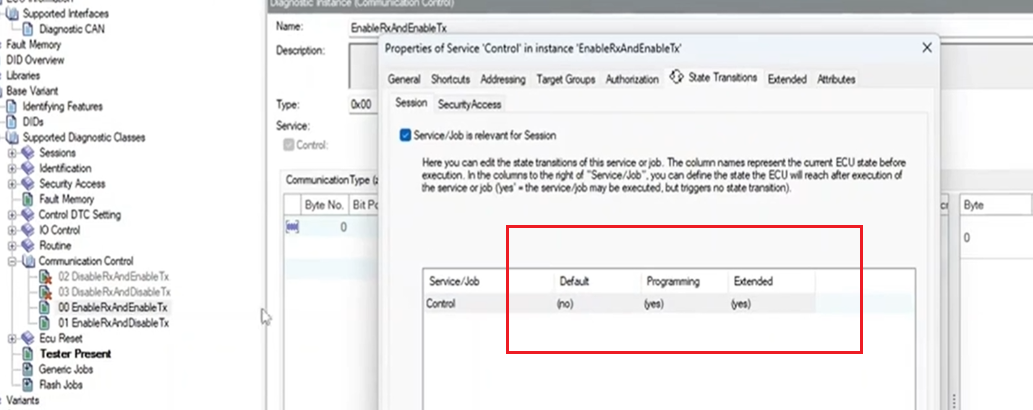 Supported Interfaces
Diagnostic CAN
Fault Memory
DID Overview
Libraries
Base Variant
Identifying Features
DIDs
Supported Diagnostic Classes
Sessions
Identification
Security Access
Fault Memory
Control DTC Setting
IO Control
Routine
Communication Control
02 DisableRxAndEnableTx
03 DisableRxAndDisableTx
00 EnableRxAndEnableTx
01 EnableRxAndDisableTx
Ecu Reset
Tester Present
Generic Jobs
Flash Jobs
Variants
Diagnostic Instance (Communication Control)
Name: EnableRxAndEnableTx
Description:
Type: 0x00
Service:
Control:
CommunicationType
Byte No. Bit
0
Properties of Service 'Control' in instance 'EnableRxAndEnableTx'
General Shortcuts Addressing Target Groups Authorization State Transitions Extended Attributes
Session SecurityAccess
Service/Job is relevant for Session
Here you can edit the state transitions of this service or job. The column names represent the current ECU state before
execution. In the columns to the right of "Service/Job", you can define the state the ECU will reach after execution of
the service or job ('yes' = the service/job may be executed, but triggers no state transition).
Service/Job Default Programming Extended
Control (no) (yes) (yes)
Byte
0